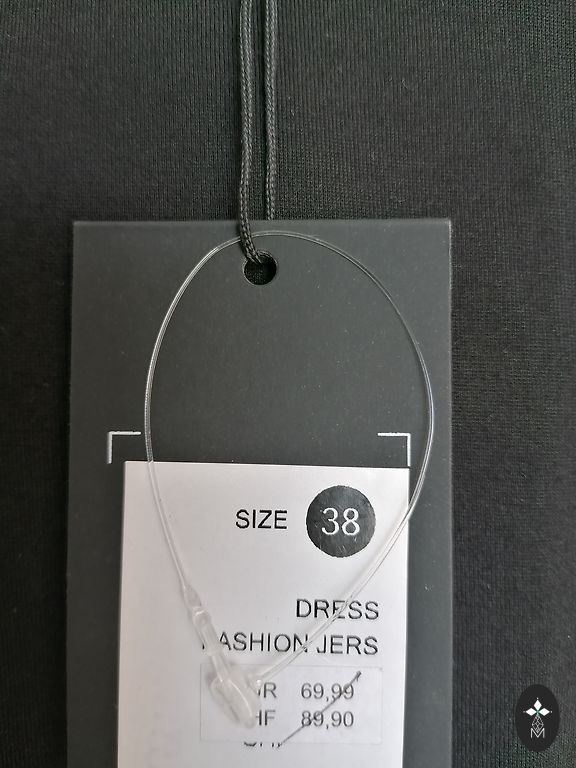 SIZE 38
DRESS
FASHION JERS
69,99
89,90